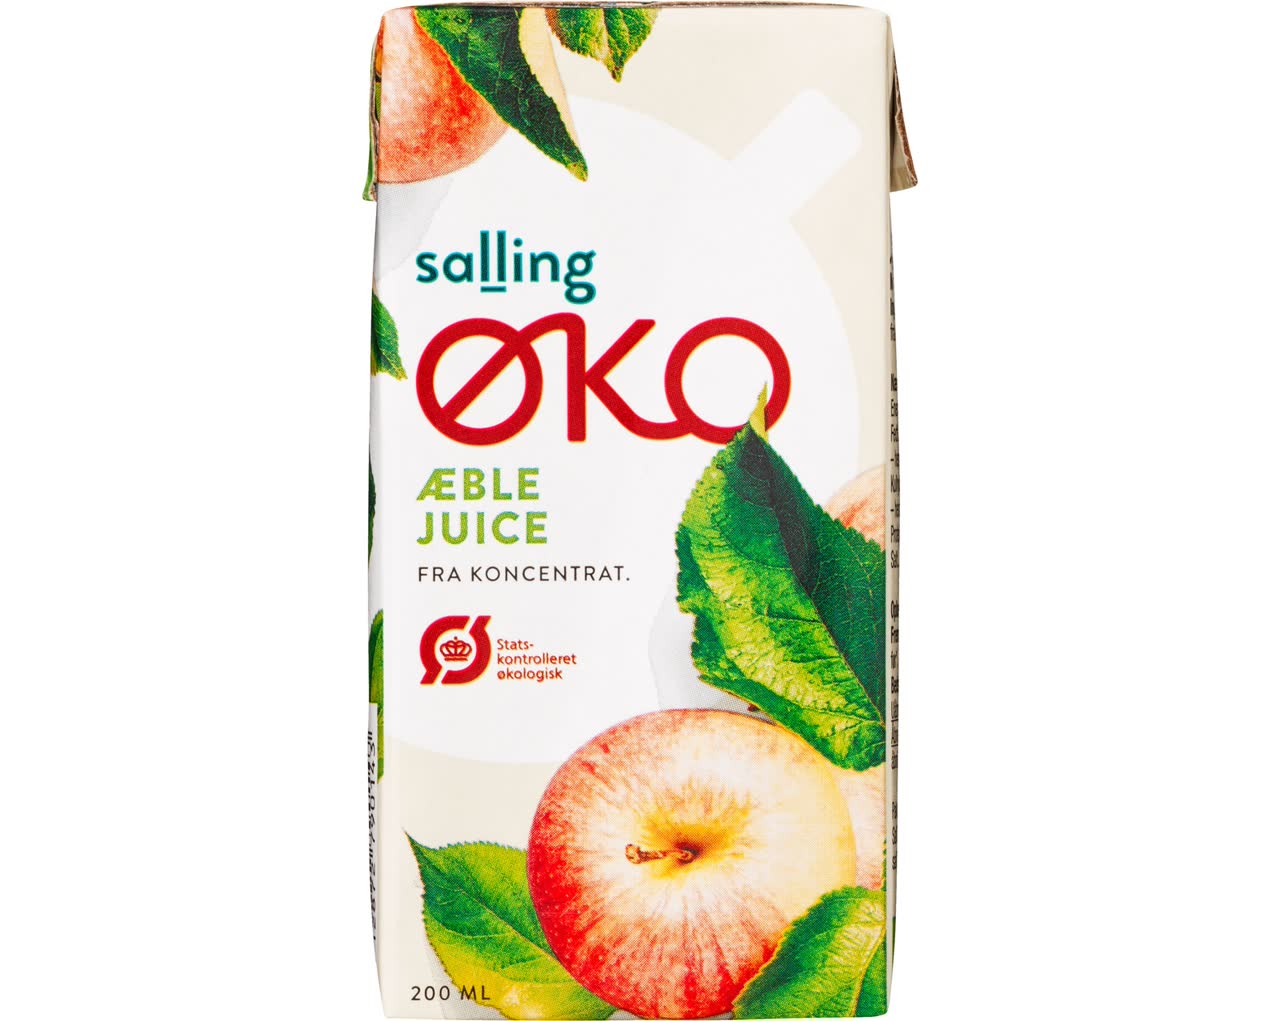 salling
ØKO
ÆBLE
JUICE
FRA KONCENTRAT.
Stats-
kontrolleret
økologisk
200 ML